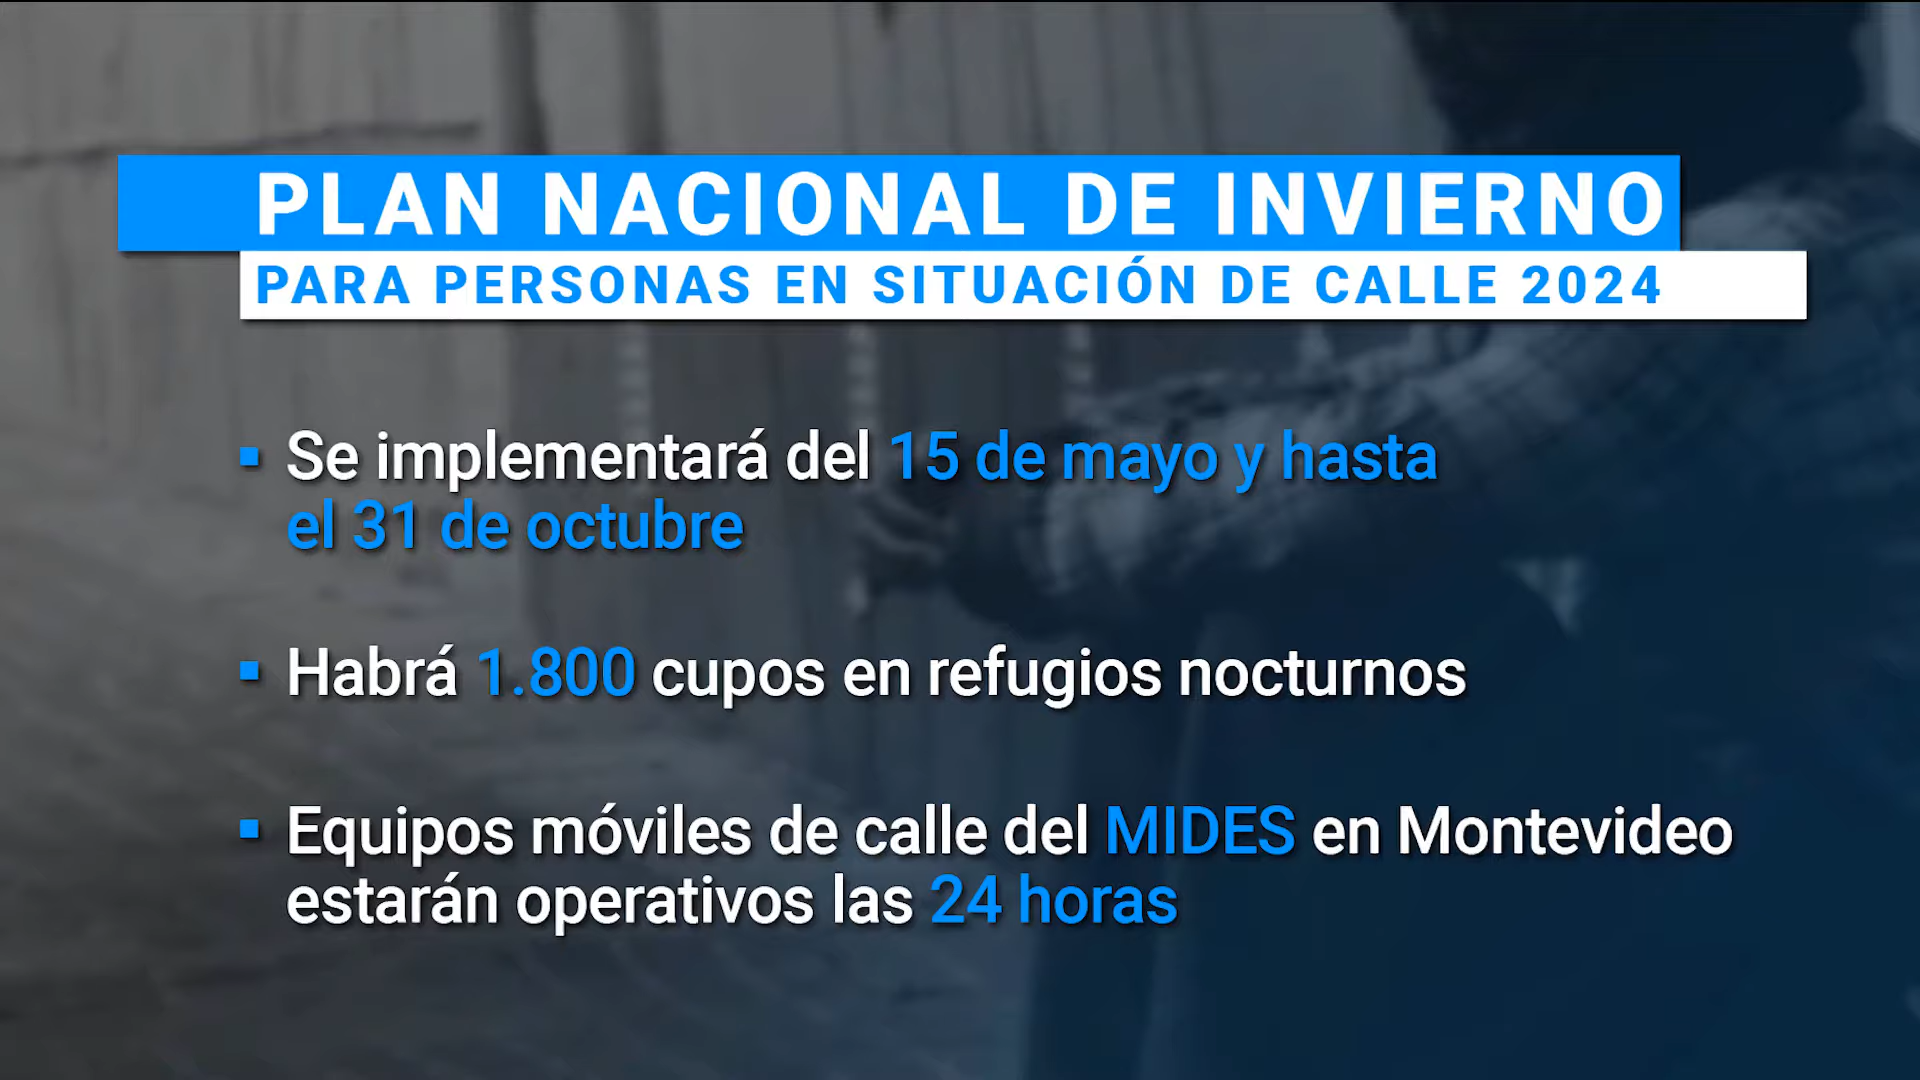 PLAN NACIONAL DE INVIERNO
PARA PERSONAS EN SITUACIÓN DE CALLE 2024
Se implementará del 15 de mayo y hasta
el 31 de octubre
Habrá 1.800 cupos en refugios nocturnos
Equipos móviles de calle del MIDES en Montevideo
estarán operativos las 24 horas